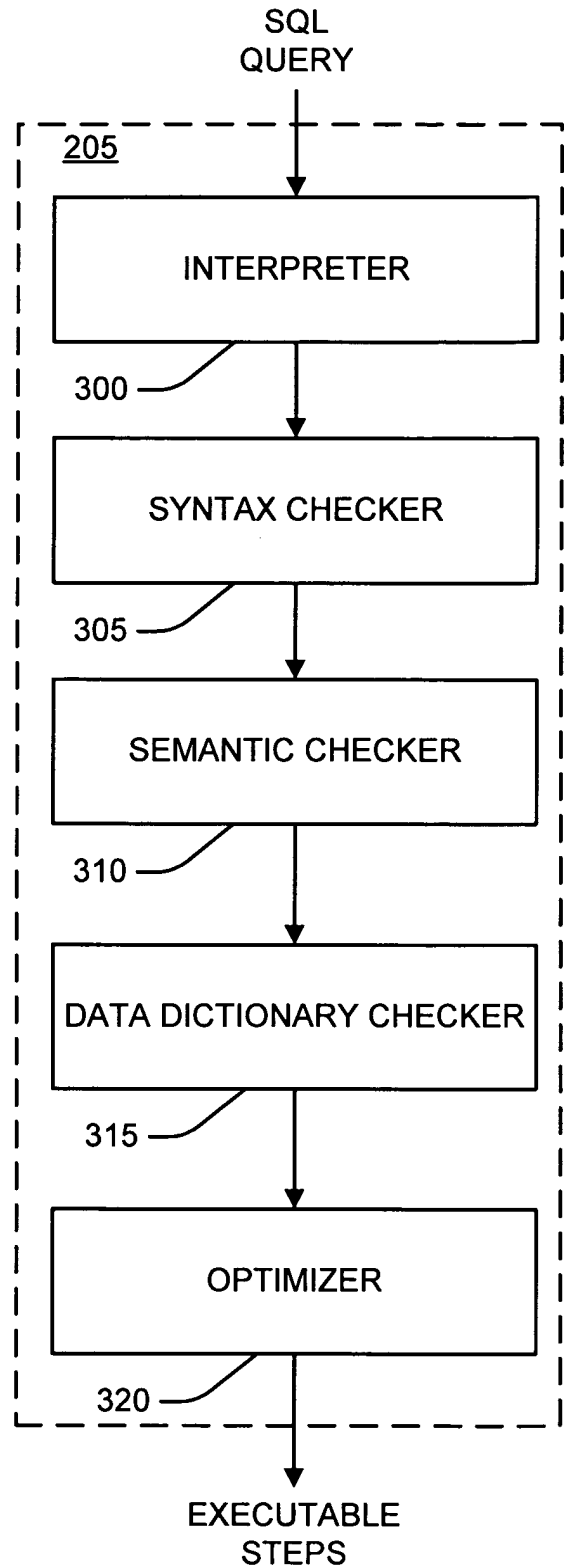 SQL
QUERY
205
INTERPRETER
300
SYNTAX CHECKER
305
SEMANTIC CHECKER
310
DATA DICTIONARY CHECKER
315
OPTIMIZER
320
EXECUTABLE
STEPS